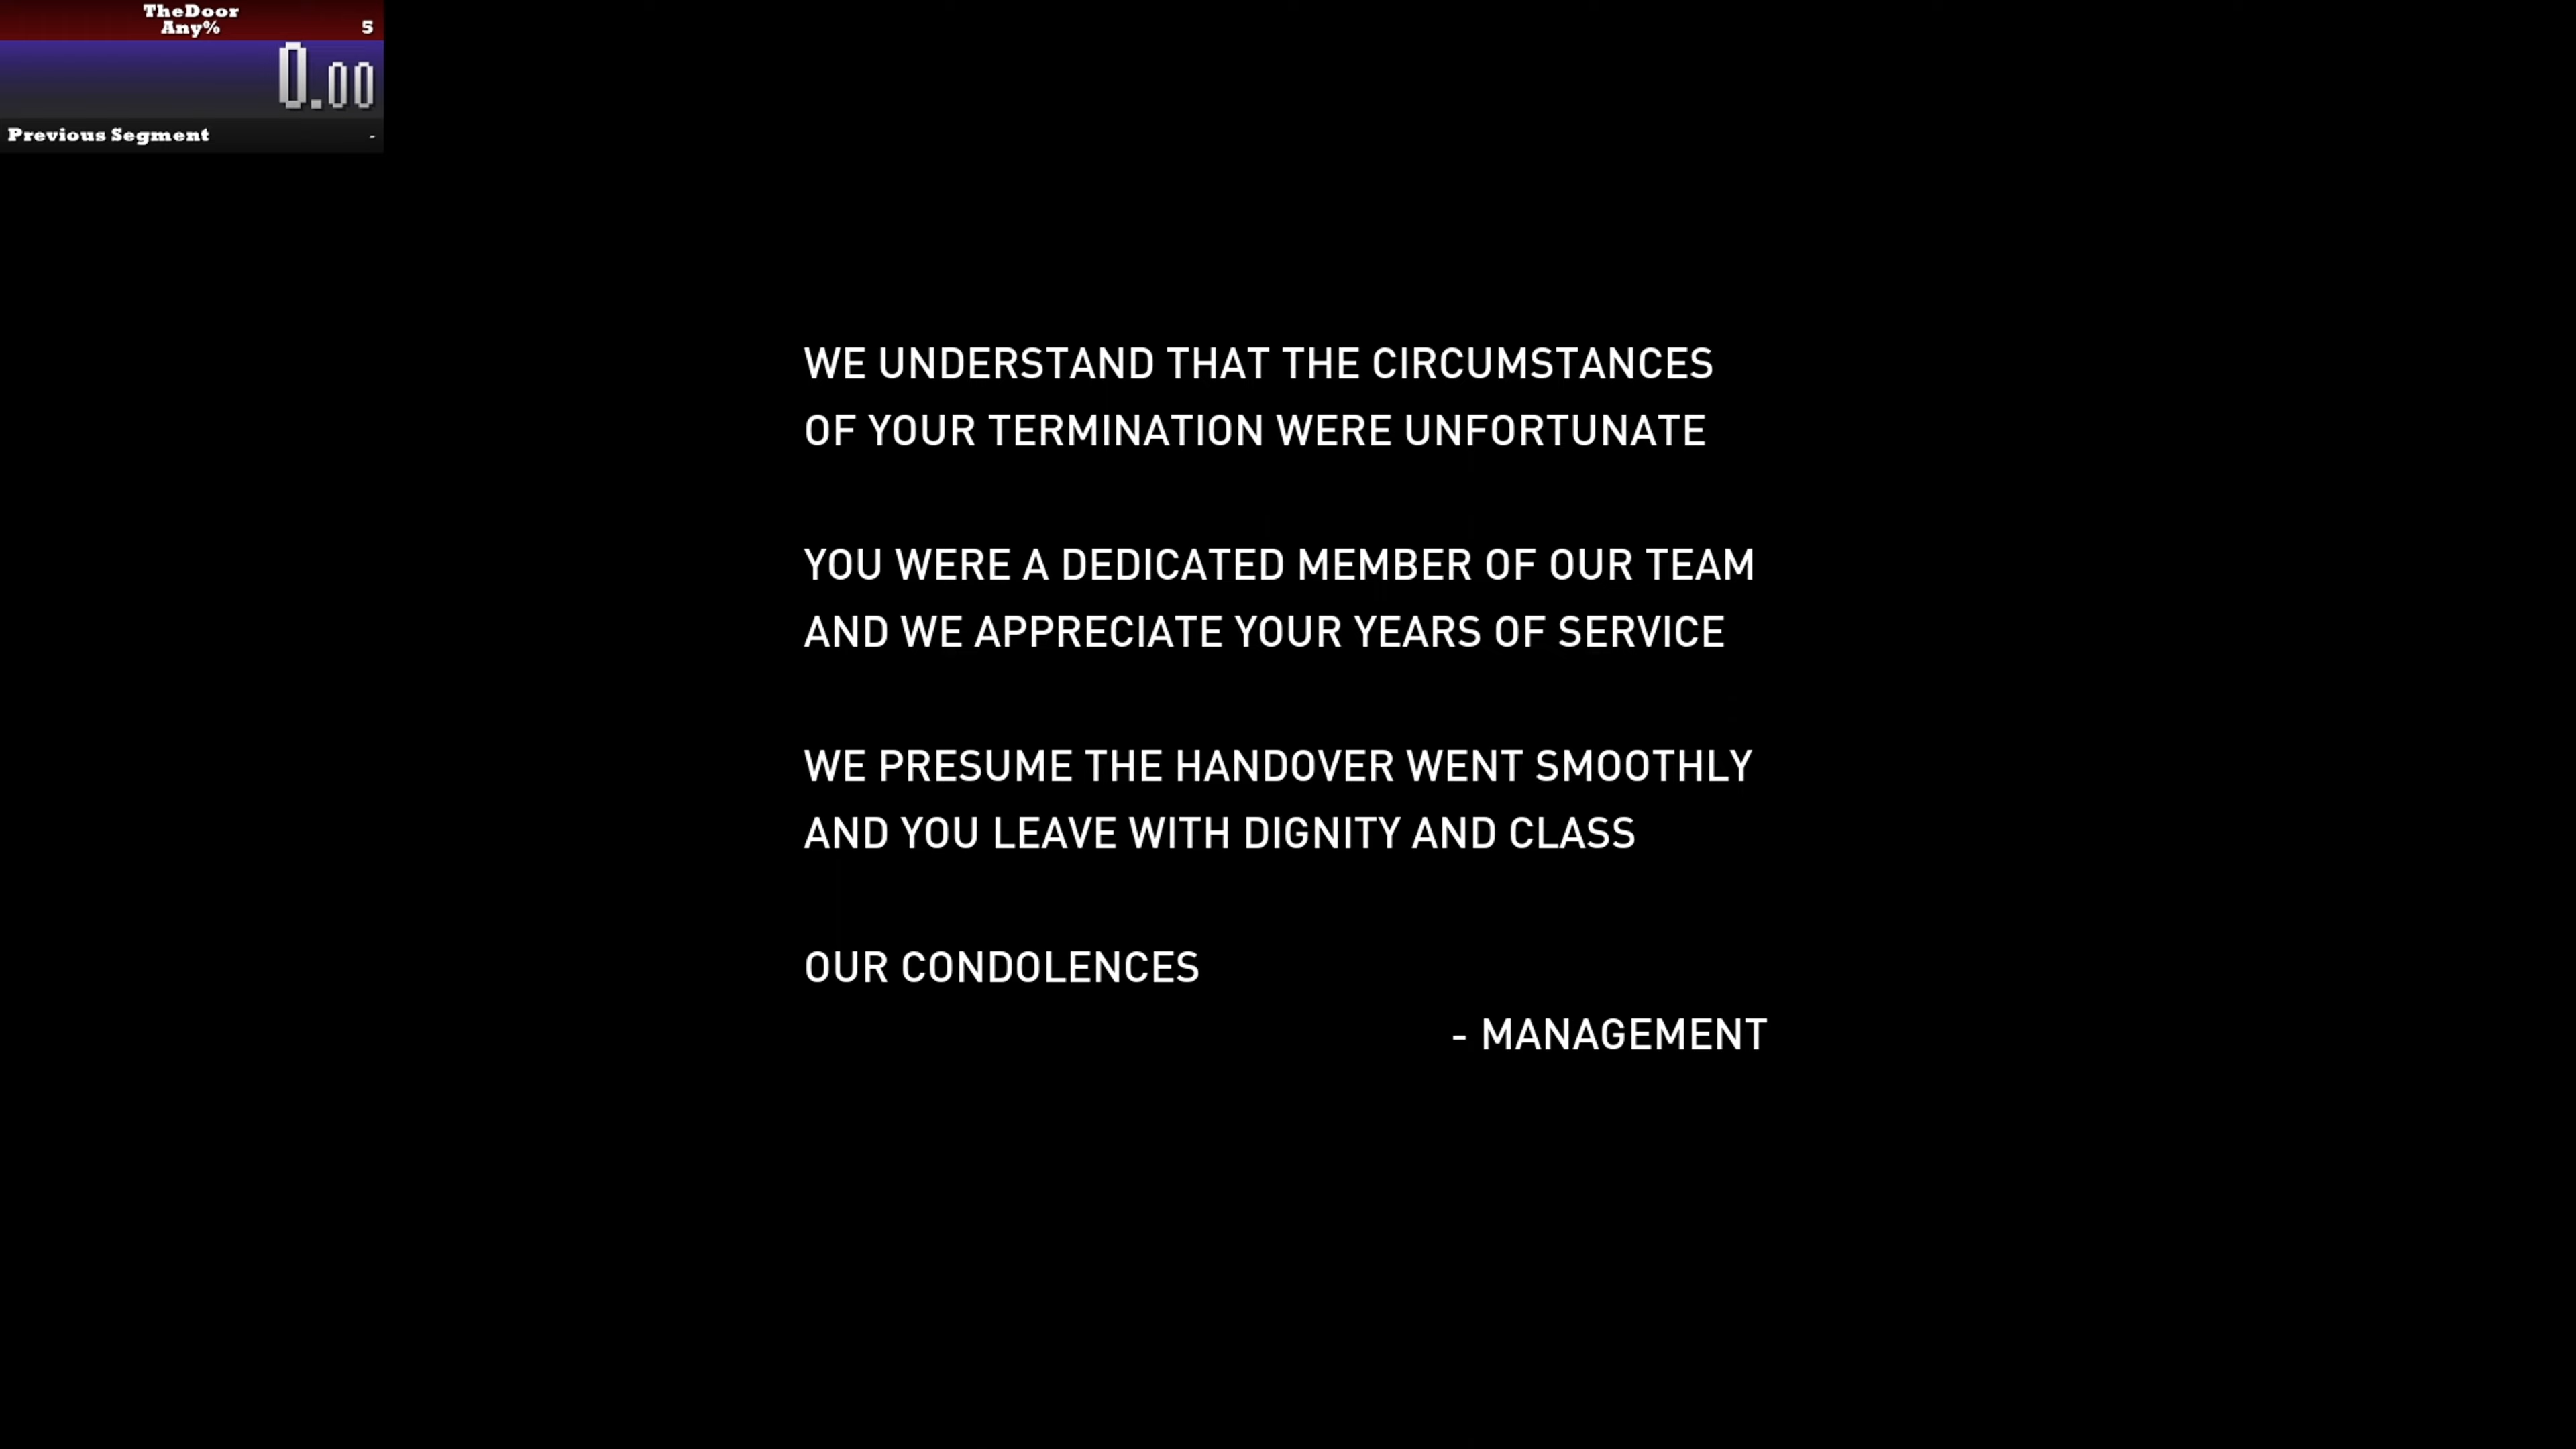 TheDoor
Any%
5
0.00
Previous Segment -
WE UNDERSTAND THAT THE CIRCUMSTANCES
OF YOUR TERMINATION WERE UNFORTUNATE
YOU WERE A DEDICATED MEMBER OF OUR TEAM
AND WE APPRECIATE YOUR YEARS OF SERVICE
WE PRESUME THE HANDOVER WENT SMOOTHLY
AND YOU LEAVE WITH DIGNITY AND CLASS
OUR CONDOLENCES
- MANAGEMENT